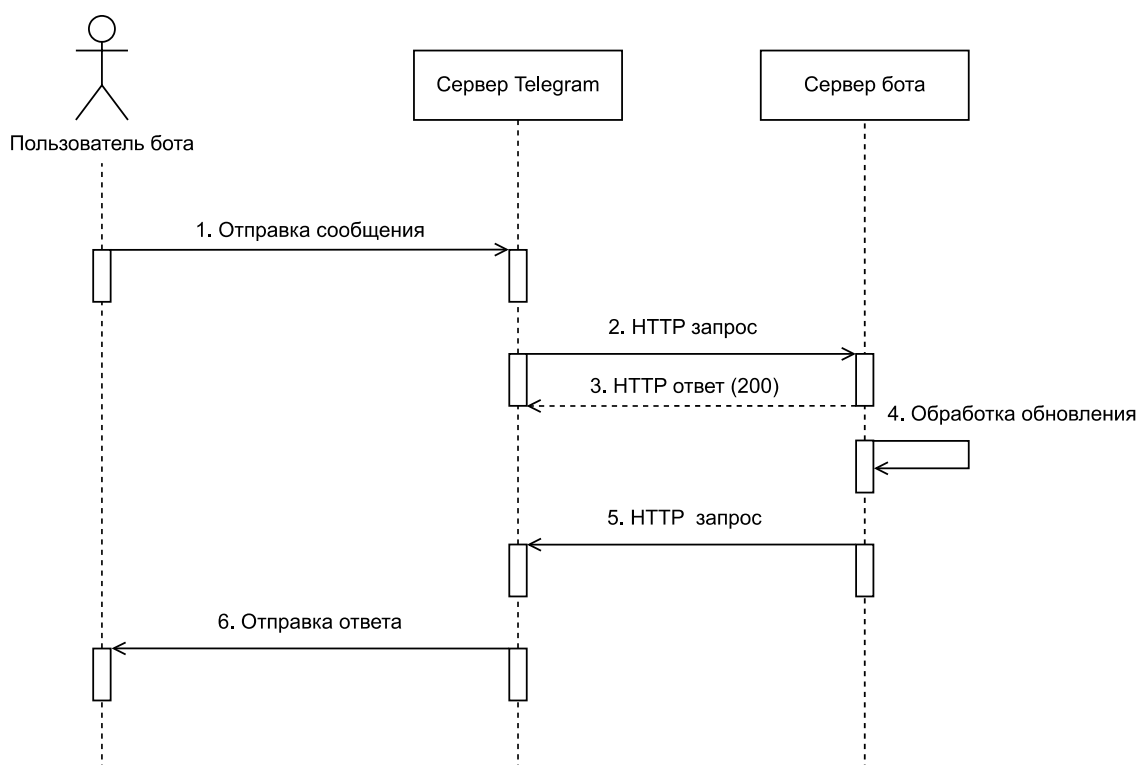 Сервер Telegram
Сервер бота
Пользователь бота
1. Отправка сообщения
2. HTTP запрос
3. HTTP ответ (200)
4. Обработка обновления
5. HTTP  запрос
6. Отправка ответа